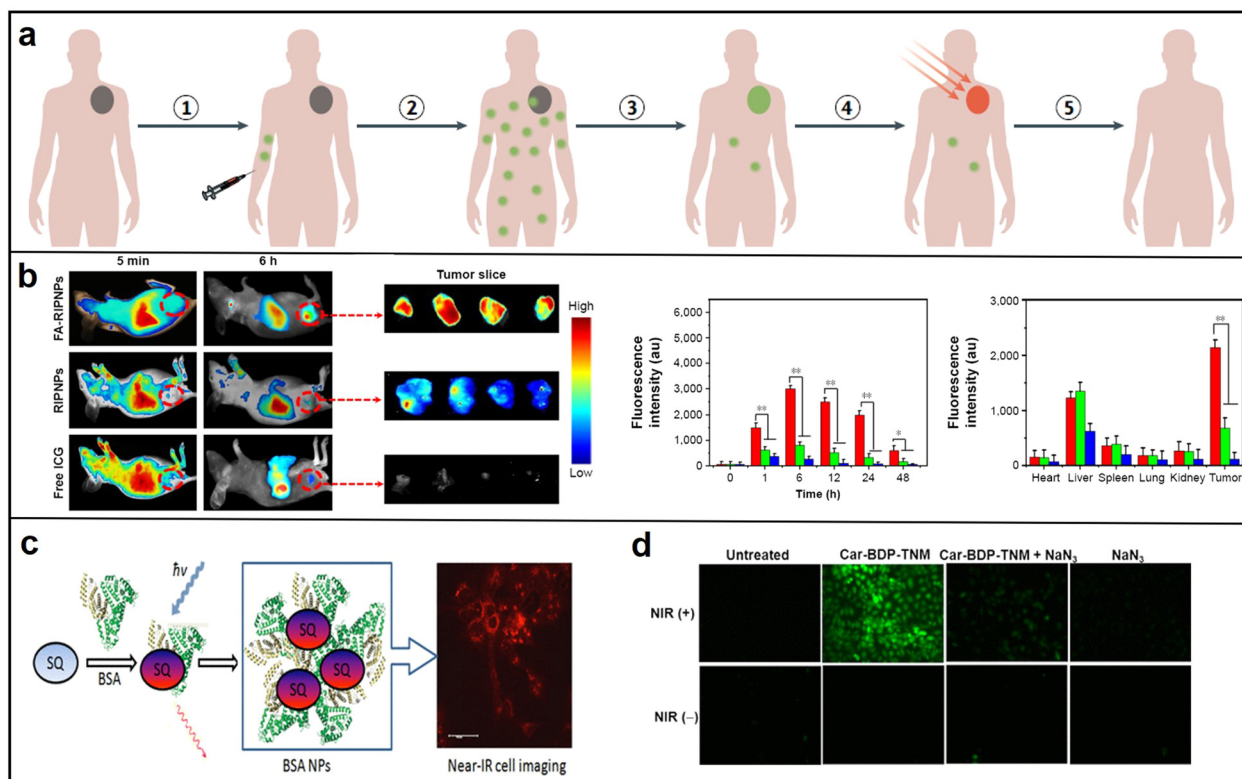 a
1
2
3
4
5
b
5 min
6 h
Tumor slice
FA-RIPNPs
RIPNPs
Free ICG
High
Low
Fluorescence
intensity (au)
6,000
5,000
4,000
3,000
2,000
1,000
0
**
**
**
**
*
0 1 6 12 24 48
Time (h)
Fluorescence
intensity (au)
3,000
2,000
1,000
0
**
Heart Liver Spleen Lung Kidney Tumor
c
ħν
SQ
BSA
SQ
SQ
SQ
SQ
SQ
BSA NPs
Near-IR cell imaging
d
Untreated Car-BDP-TNM Car-BDP-TNM + NaN₃ NaN₃
NIR (+)
NIR (−)